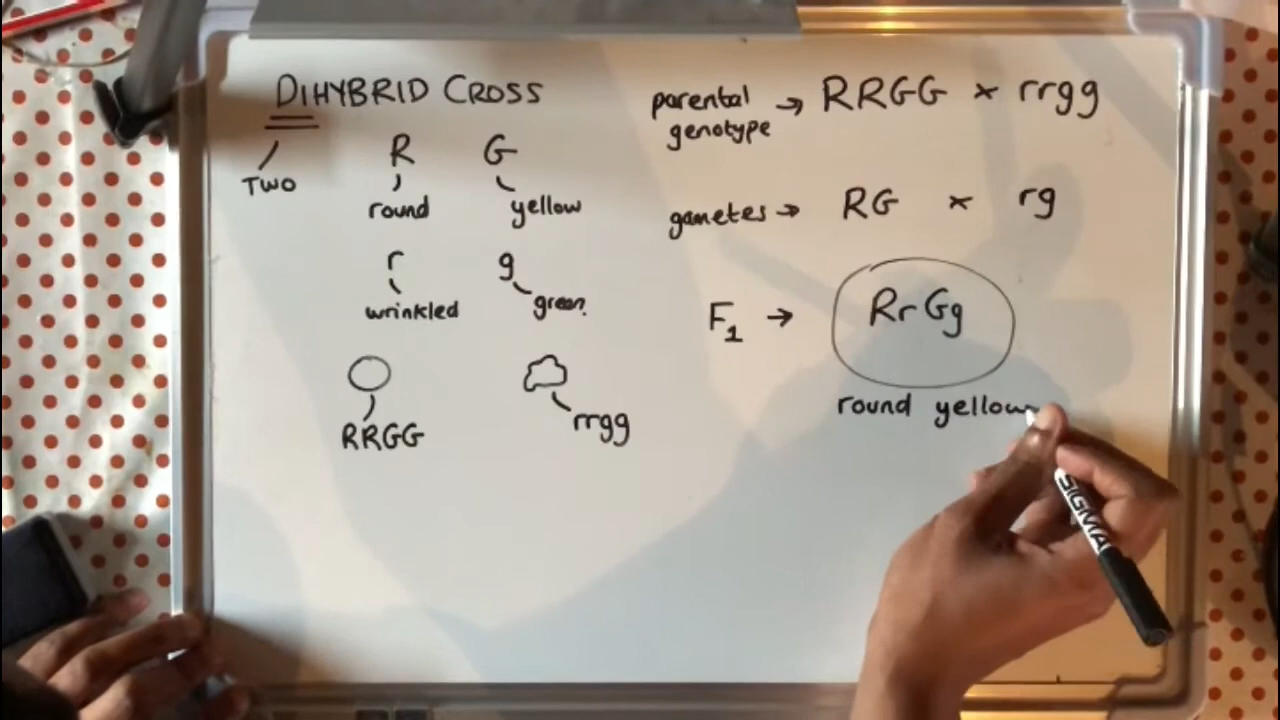 DIHYBRID CROSS
TWO
R G
round yellow
r g
wrinkled green
RRGG rrgg
parental genotype → RRGG × rrgg
gametes → RG × rg
F1 → RrGg
round yellow
SIGMA